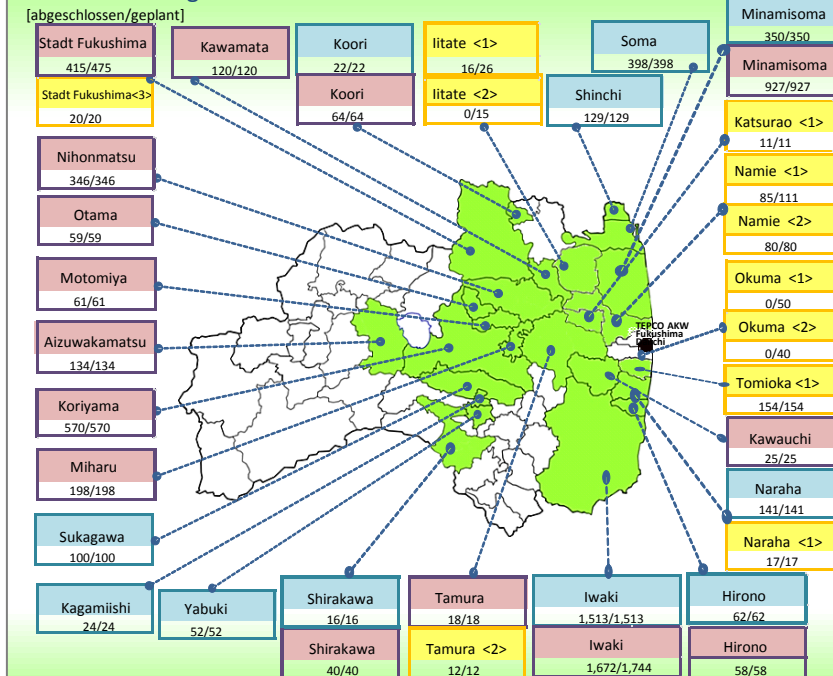 [abgeschlossen/geplant]
Stadt Fukushima
415/475
Stadt Fukushima<3>
20/20
Kawamata
120/120
Koori
22/22
Koori
64/64
Iitate <1>
16/26
Iitate <2>
0/15
Soma
398/398
Shinchi
129/129
Minamisoma
350/350
Minamisoma
927/927
Katsurao <1>
11/11
Namie <1>
85/111
Namie <2>
80/80
Okuma <1>
0/50
Okuma <2>
0/40
Tomioka <1>
154/154
Kawauchi
25/25
Naraha
141/141
Naraha <1>
17/17
Nihonmatsu
346/346
Otama
59/59
Motomiya
61/61
Aizuwakamatsu
134/134
Koriyama
570/570
Miharu
198/198
Sukagawa
100/100
Kagamiishi
24/24
Yabuki
52/52
Shirakawa
16/16
Shirakawa
40/40
Tamura
18/18
Tamura <2>
12/12
Iwaki
1,513/1,513
Iwaki
1,672/1,744
Hirono
62/62
Hirono
58/58
TEPCO AKW
Fukushima